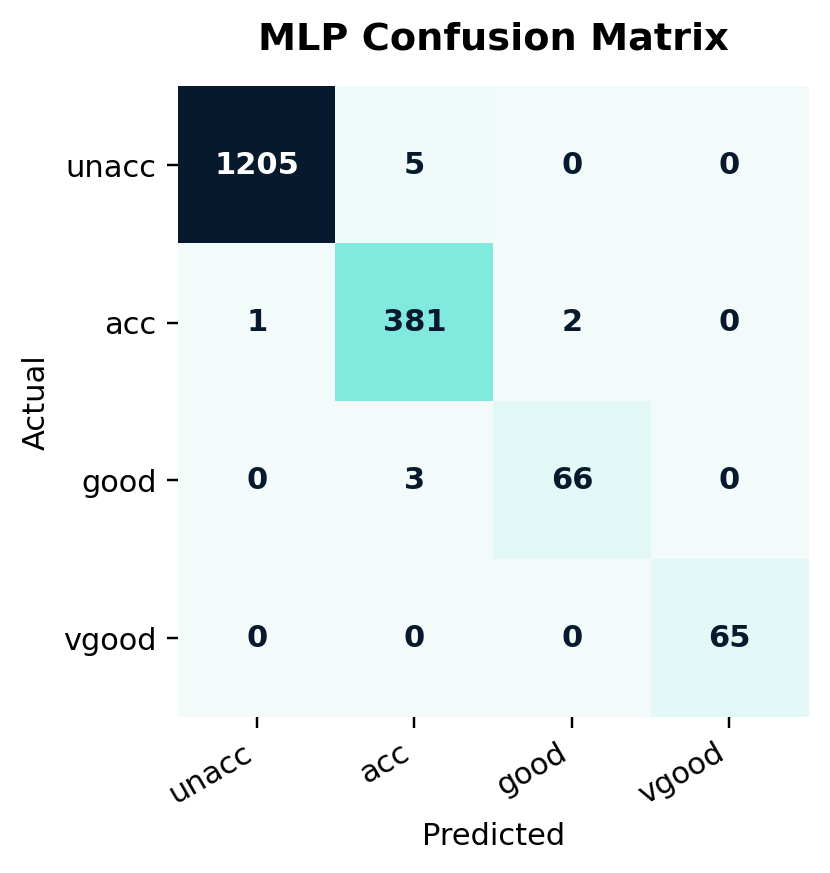 MLP Confusion Matrix
unacc 1205 5 0 0
acc 1 381 2 0
Actual
good 0 3 66 0
vgood 0 0 0 65
unacc acc good vgood
Predicted